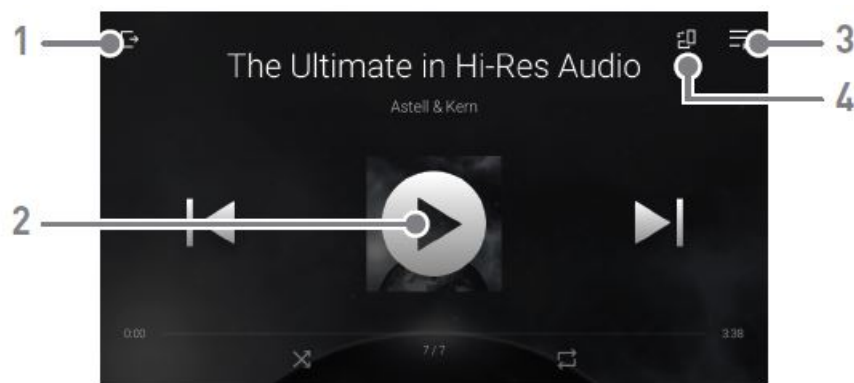 1
3
The Ultimate in Hi-Res Audio
4
Astell & Kern
2
0:00
7 / 7
3:38